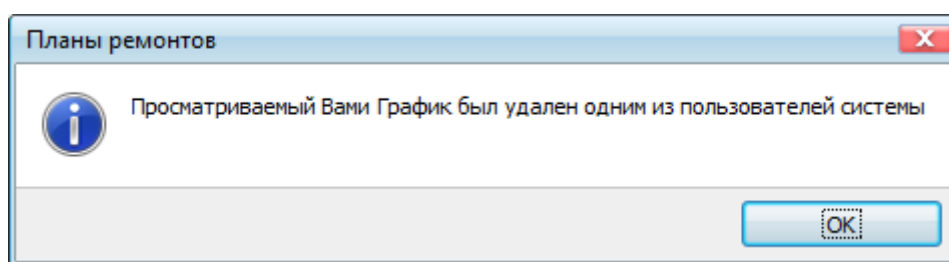 Планы ремонтов
Просматриваемый Вами График был удален одним из пользователей системы
OK